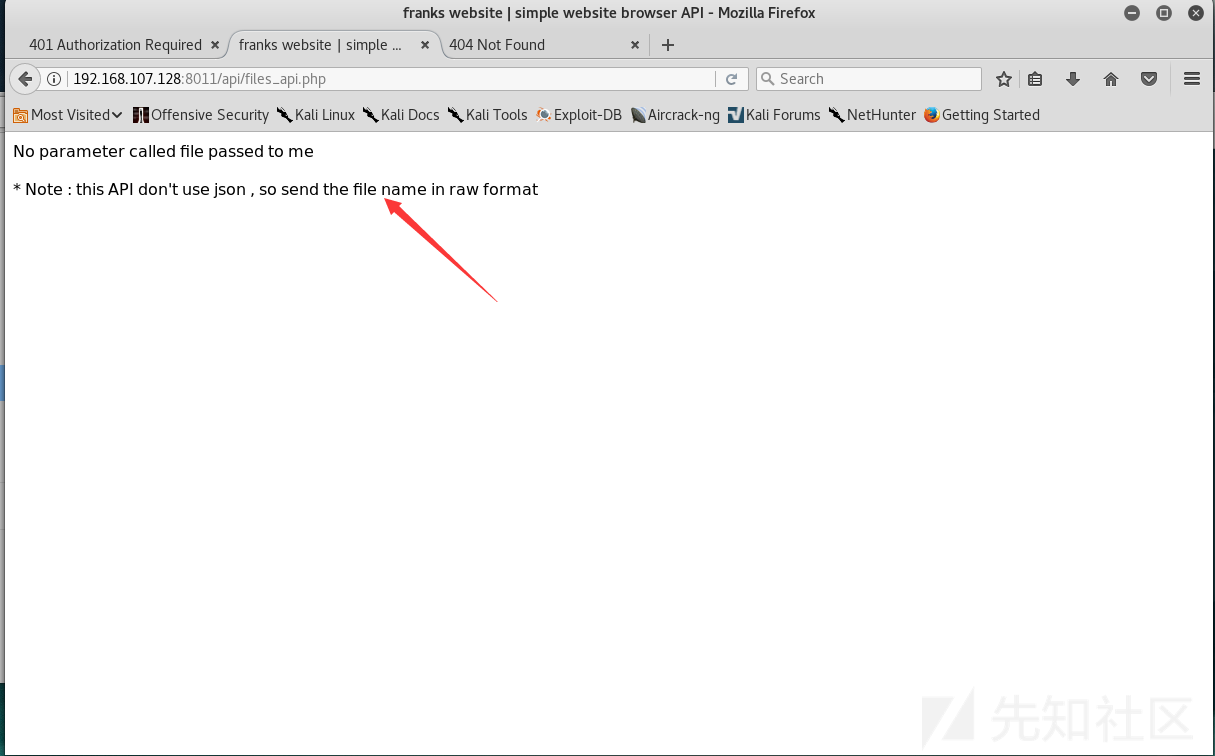 franks website | simple website browser API - Mozilla Firefox
401 Authorization Required
franks website | simple ...
404 Not Found
192.168.107.128:8011/api/files_api.php
Search
Most Visited
Offensive Security
Kali Linux
Kali Docs
Kali Tools
Exploit-DB
Aircrack-ng
Kali Forums
NetHunter
Getting Started
No parameter called file passed to me
* Note : this API don't use json , so send the file name in raw format
先知社区